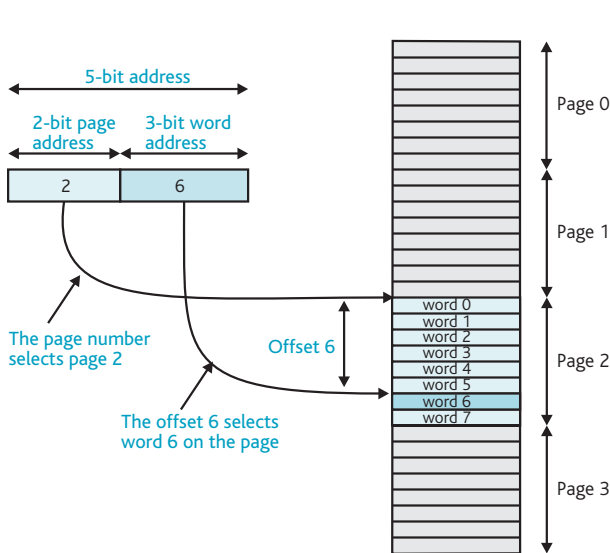 5-bit address
2-bit page
address
3-bit word
address
2
6
The page number
selects page 2
Offset 6
The offset 6 selects
word 6 on the page
Page 0
Page 1
word 0
word 1
word 2
word 3
word 4
word 5
word 6
word 7
Page 2
Page 3